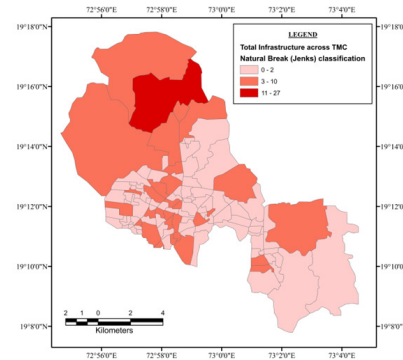 72°56'0"E 72°58'0"E 73°0'0"E 73°2'0"E 73°4'0"E
19°18'0"N 19°18'0"N
LEGEND
Total Infrastructure across TMC
Natural Break (Jenks) classification
0 - 2
3 - 10
11 - 27
19°16'0"N 19°16'0"N
19°14'0"N 19°14'0"N
19°12'0"N 19°12'0"N
19°10'0"N 19°10'0"N
19°8'0"N 19°8'0"N
2 1 0 2 4
Kilometers
72°56'0"E 72°58'0"E 73°0'0"E 73°2'0"E 73°4'0"E